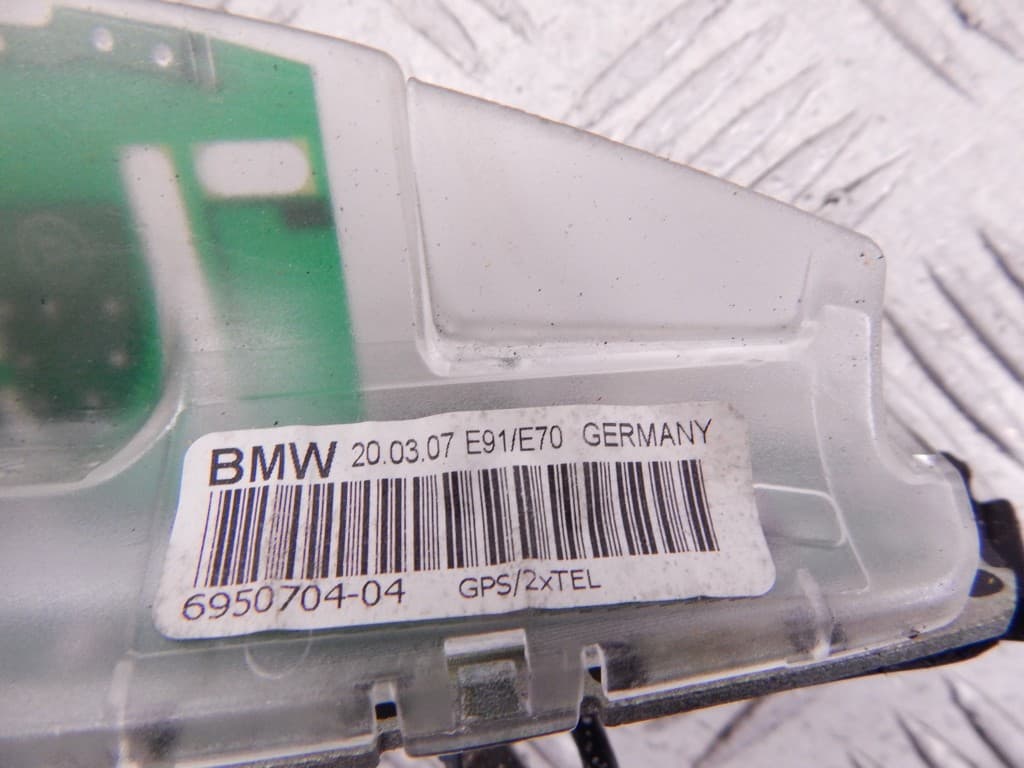 BMW 20.03.07 E91/E70 GERMANY
6950704-04 GPS/2xTEL